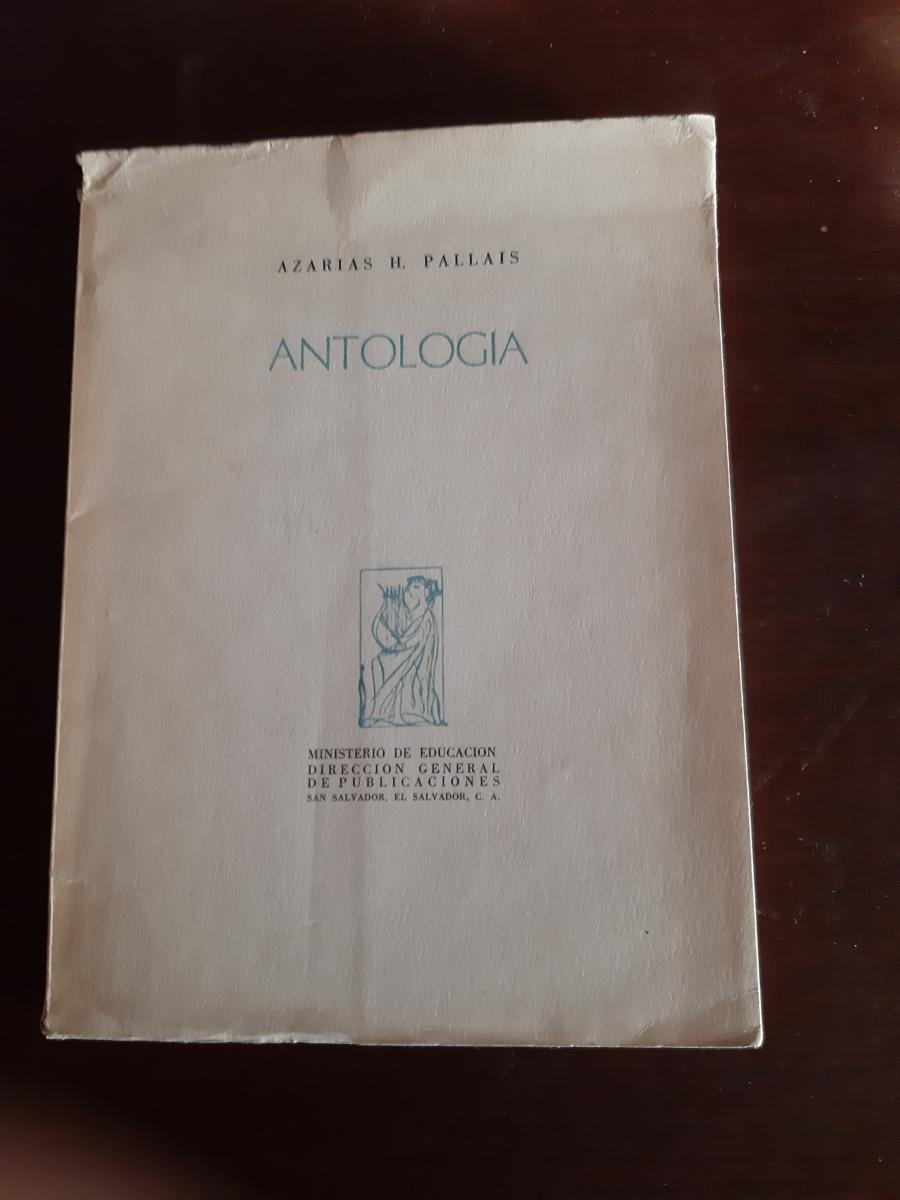 AZARIAS H. PALLAIS
ANTOLOGIA
MINISTERIO DE EDUCACION
DIRECCION GENERAL
DE PUBLICACIONES
SAN SALVADOR, EL SALVADOR, C. A.